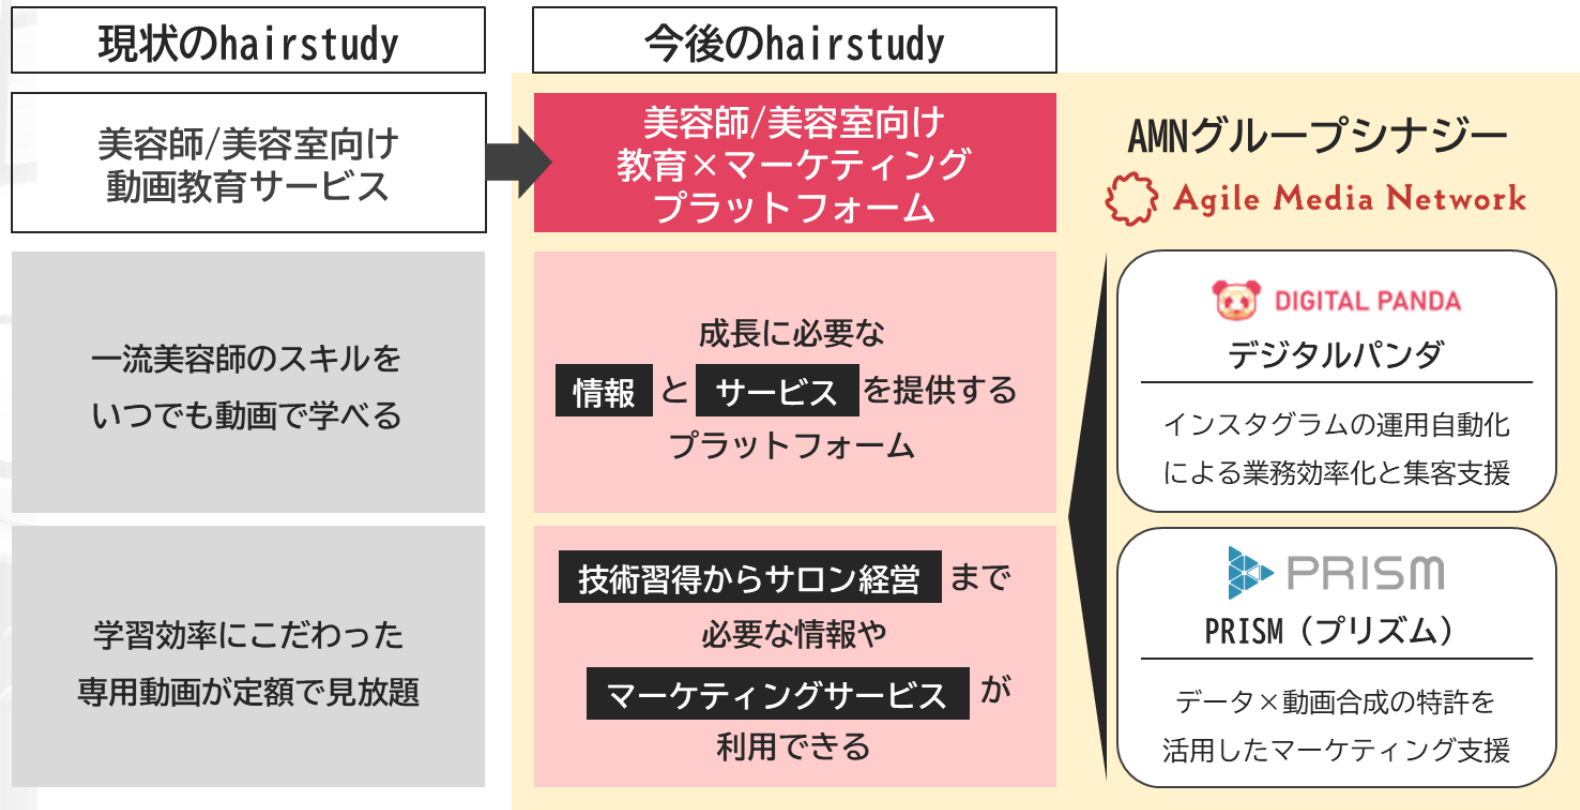 現状のhairstudy
美容師/美容室向け
動画教育サービス
一流美容師のスキルを
いつでも動画で学べる
学習効率にこだわった
専用動画が定額で見放題
今後のhairstudy
美容師/美容室向け
教育×マーケティング
プラットフォーム
成長に必要な
情報 と サービス を提供する
プラットフォーム
技術習得からサロン経営 まで
必要な情報や
マーケティングサービス が
利用できる
AMNグループシナジー
Agile Media Network
DIGITAL PANDA
デジタルパンダ
インスタグラムの運用自動化
による業務効率化と集客支援
PRISM
PRISM（プリズム）
データ×動画合成の特許を
活用したマーケティング支援